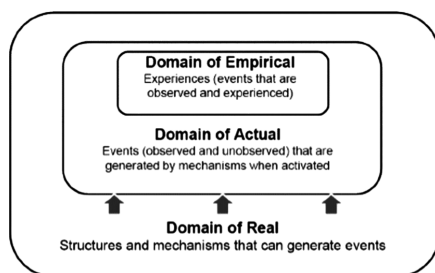 Domain of Empirical
Experiences (events that are
observed and experienced)
Domain of Actual
Events (observed and unobserved) that are
generated by mechanisms when activated
Domain of Real
Structures and mechanisms that can generate events